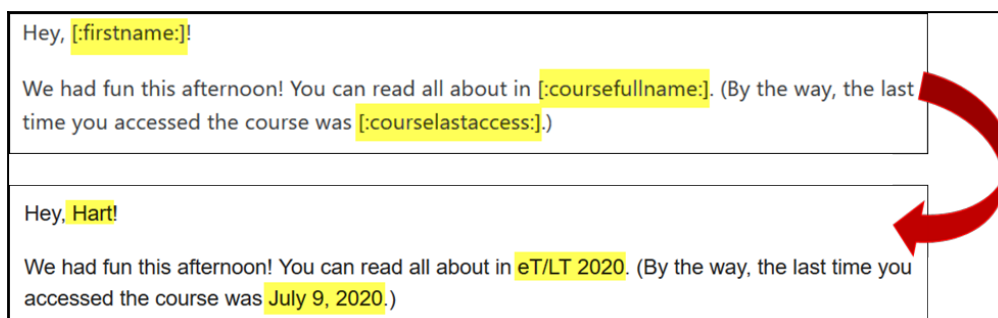 Hey, [:firstname:]!
We had fun this afternoon! You can read all about in [:coursefullname:]. (By the way, the last
time you accessed the course was [:courselastaccess:].)
Hey, Hart!
We had fun this afternoon! You can read all about in eT/LT 2020. (By the way, the last time you
accessed the course was July 9, 2020.)